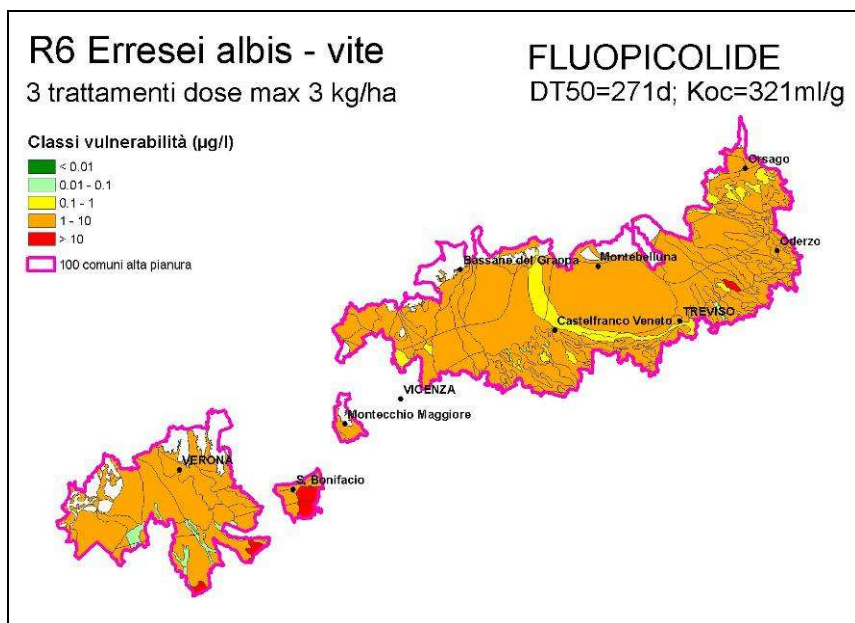 R6 Erresei albis - vite
3 trattamenti dose max 3 kg/ha
FLUOPICOLIDE
DT50=271d; Koc=321ml/g
Classi vulnerabilità (µg/l)
< 0.01
0.01 - 0.1
0.1 - 1
1 - 10
> 10
100 comuni alta pianura
Orsago
Oderzo
Bassano del Grappa
Montebelluna
TREVISO
Castelfranco Veneto
VICENZA
Montecchio Maggiore
VERONA
S. Bonifacio